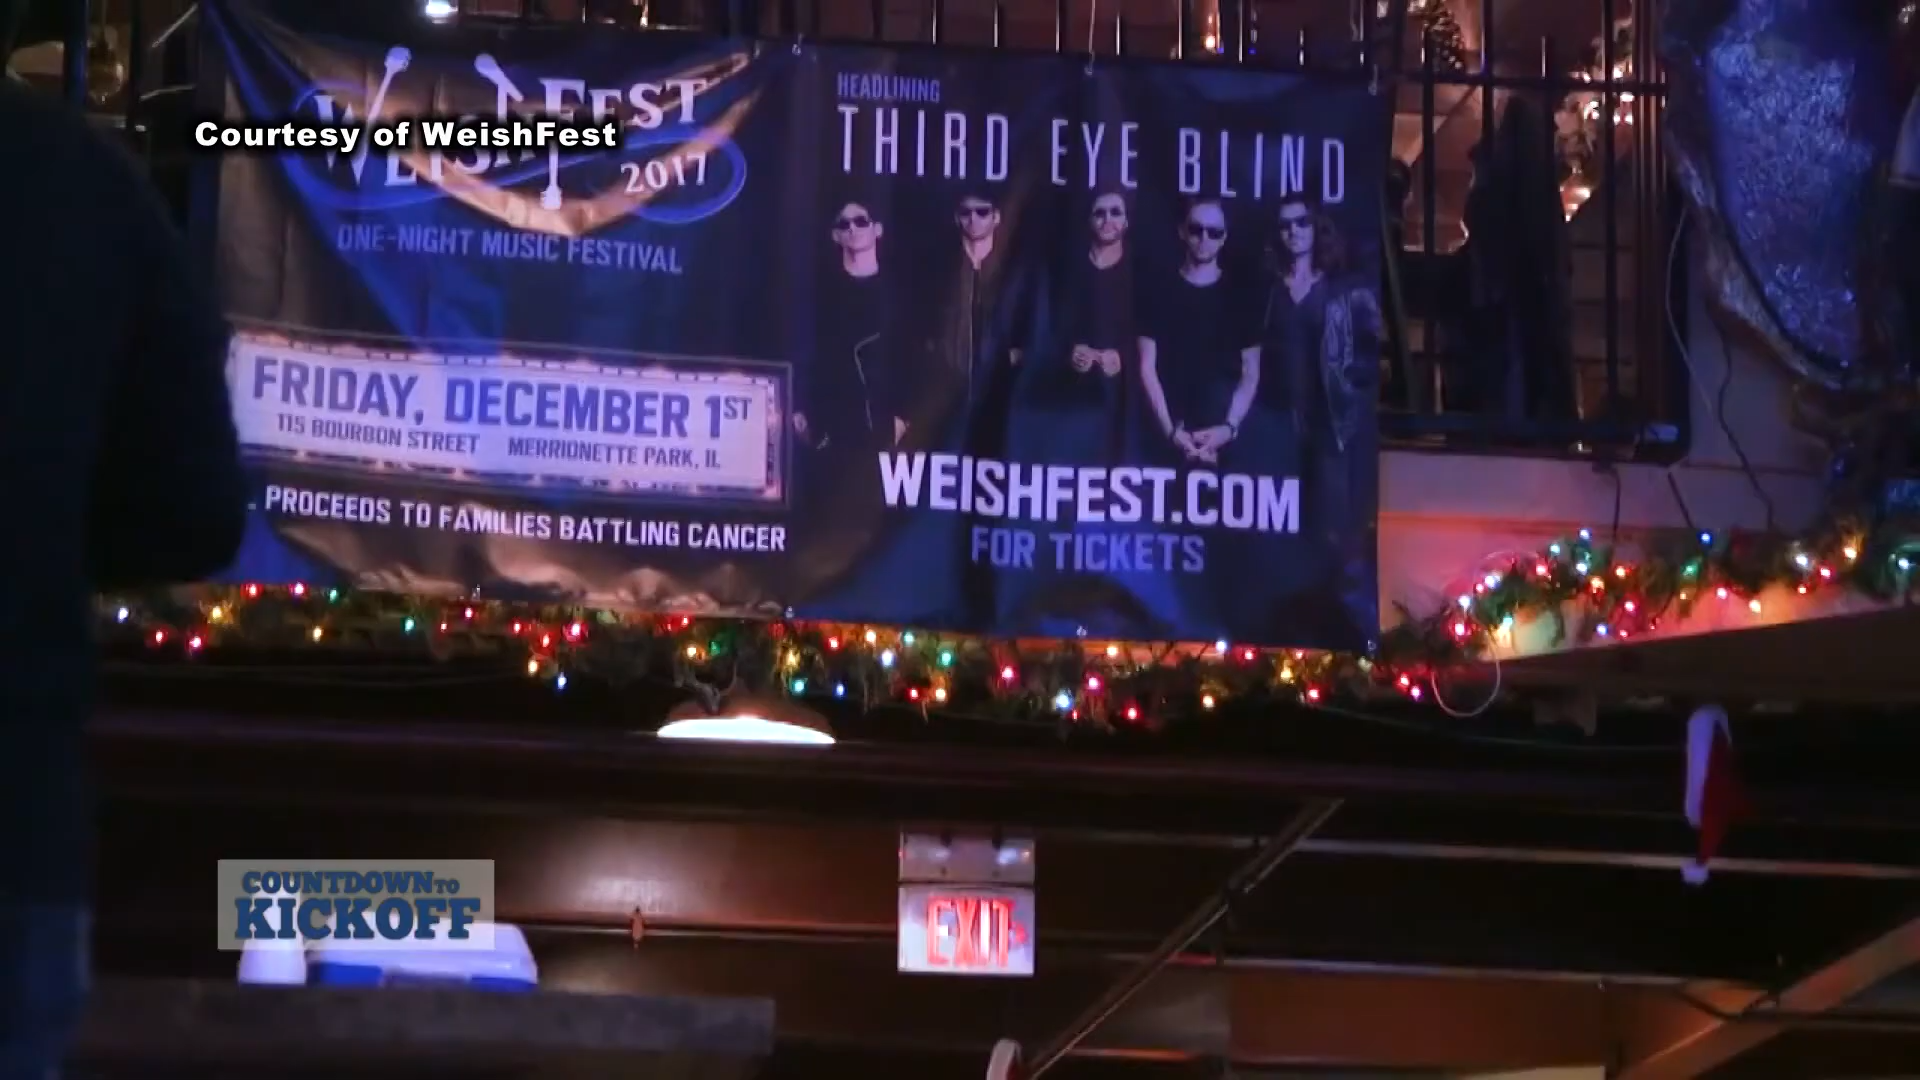 WEISHFEST
2017
ONE-NIGHT MUSIC FESTIVAL
FRIDAY, DECEMBER 1ST
115 BOURBON STREET MERRIONETTE PARK, IL
PROCEEDS TO FAMILIES BATTLING CANCER
HEADLINING
THIRD EYE BLIND
WEISHFEST.COM
FOR TICKETS
Courtesy of WeishFest
COUNTDOWN TO
KICKOFF
EXIT